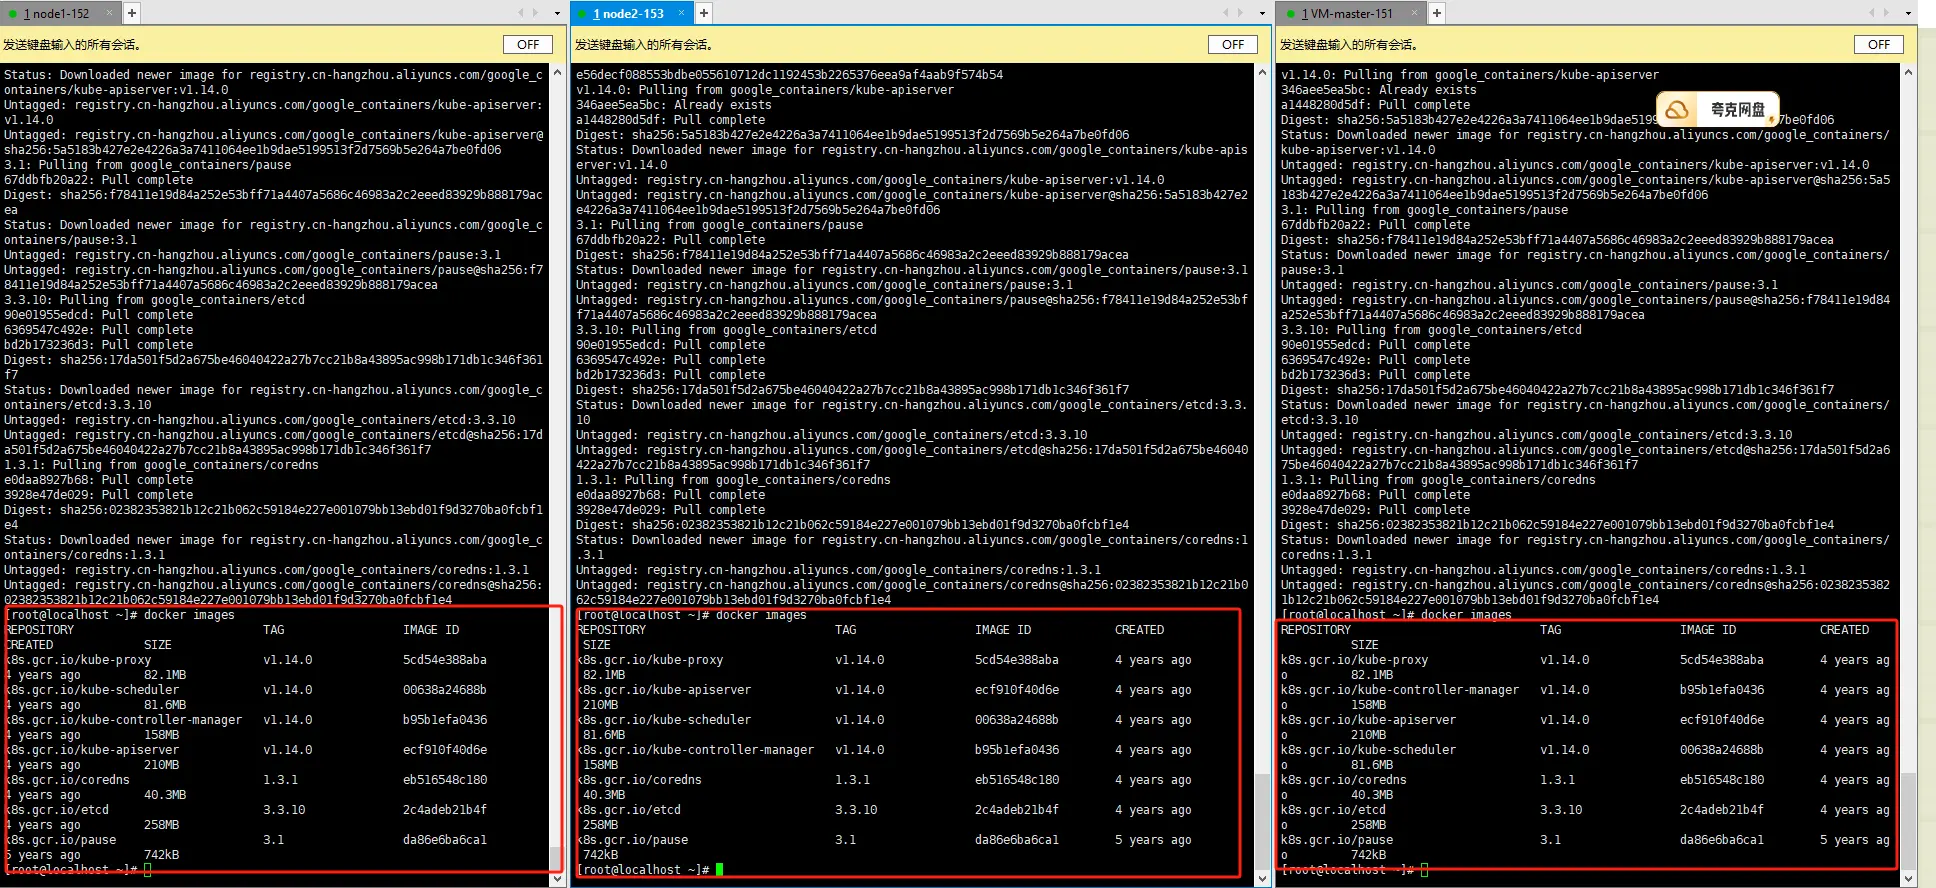 1 node1-152
发送键盘输入的所有会话。
OFF
Status: Downloaded newer image for registry.cn-hangzhou.aliyuncs.com/google_c
ontainers/kube-apiserver:v1.14.0
Untagged: registry.cn-hangzhou.aliyuncs.com/google_containers/kube-apiserver:
v1.14.0
Untagged: registry.cn-hangzhou.aliyuncs.com/google_containers/kube-apiserver@
sha256:5a5183b427e2e4226a3a7411064ee1b9dae5199513f2d7569b5e264a7be0fd06
3.1: Pulling from google_containers/pause
67ddbfb20a22: Pull complete
Digest: sha256:f78411e19d84a252e53bff71a4407a5686c46983a2c2eeed83929b888179ac
ea
Status: Downloaded newer image for registry.cn-hangzhou.aliyuncs.com/google_c
ontainers/pause:3.1
Untagged: registry.cn-hangzhou.aliyuncs.com/google_containers/pause:3.1
Untagged: registry.cn-hangzhou.aliyuncs.com/google_containers/pause@sha256:f7
8411e19d84a252e53bff71a4407a5686c46983a2c2eeed83929b888179acea
3.3.10: Pulling from google_containers/etcd
90e01955edcd: Pull complete
6369547c492e: Pull complete
bd2b173236d3: Pull complete
Digest: sha256:17da501f5d2a675be46040422a27b7cc21b8a43895ac998b171db1c346f361
f7
Status: Downloaded newer image for registry.cn-hangzhou.aliyuncs.com/google_c
ontainers/etcd:3.3.10
Untagged: registry.cn-hangzhou.aliyuncs.com/google_containers/etcd:3.3.10
Untagged: registry.cn-hangzhou.aliyuncs.com/google_containers/etcd@sha256:17d
a501f5d2a675be46040422a27b7cc21b8a43895ac998b171db1c346f361f7
1.3.1: Pulling from google_containers/coredns
e0daa8927b68: Pull complete
3928e47de029: Pull complete
Digest: sha256:02382353821b12c21b062c59184e227e001079bb13ebd01f9d3270ba0fcbf1
e4
Status: Downloaded newer image for registry.cn-hangzhou.aliyuncs.com/google_c
ontainers/coredns:1.3.1
Untagged: registry.cn-hangzhou.aliyuncs.com/google_containers/coredns:1.3.1
Untagged: registry.cn-hangzhou.aliyuncs.com/google_containers/coredns@sha256:
02382353821b12c21b062c59184e227e001079bb13ebd01f9d3270ba0fcbf1e4
[root@localhost ~]# docker images
REPOSITORY TAG IMAGE ID
CREATED SIZE
k8s.gcr.io/kube-proxy v1.14.0 5cd54e388aba
4 years ago 82.1MB
k8s.gcr.io/kube-scheduler v1.14.0 00638a24688b
4 years ago 81.6MB
k8s.gcr.io/kube-controller-manager v1.14.0 b95b1efa0436
4 years ago 158MB
k8s.gcr.io/kube-apiserver v1.14.0 ecf910f40d6e
4 years ago 210MB
k8s.gcr.io/coredns 1.3.1 eb516548c180
4 years ago 40.3MB
k8s.gcr.io/etcd 3.3.10 2c4adeb21b4f
4 years ago 258MB
k8s.gcr.io/pause 3.1 da86e6ba6ca1
5 years ago 742kB
[root@localhost ~]#
1 node2-153
发送键盘输入的所有会话。
OFF
e56decf088553bdbe055610712dc1192453b2265376eea9af4aab9f574b54
v1.14.0: Pulling from google_containers/kube-apiserver
346aee5ea5bc: Already exists
a1448280d5df: Pull complete
Digest: sha256:5a5183b427e2e4226a3a7411064ee1b9dae5199513f2d7569b5e264a7be0fd06
Status: Downloaded newer image for registry.cn-hangzhou.aliyuncs.com/google_containers/kube-apis
erver:v1.14.0
Untagged: registry.cn-hangzhou.aliyuncs.com/google_containers/kube-apiserver:v1.14.0
Untagged: registry.cn-hangzhou.aliyuncs.com/google_containers/kube-apiserver@sha256:5a5183b427e2
e4226a3a7411064ee1b9dae5199513f2d7569b5e264a7be0fd06
3.1: Pulling from google_containers/pause
67ddbfb20a22: Pull complete
Digest: sha256:f78411e19d84a252e53bff71a4407a5686c46983a2c2eeed83929b888179acea
Status: Downloaded newer image for registry.cn-hangzhou.aliyuncs.com/google_containers/pause:3.1
Untagged: registry.cn-hangzhou.aliyuncs.com/google_containers/pause:3.1
Untagged: registry.cn-hangzhou.aliyuncs.com/google_containers/pause@sha256:f78411e19d84a252e53bf
f71a4407a5686c46983a2c2eeed83929b888179acea
3.3.10: Pulling from google_containers/etcd
90e01955edcd: Pull complete
6369547c492e: Pull complete
bd2b173236d3: Pull complete
Digest: sha256:17da501f5d2a675be46040422a27b7cc21b8a43895ac998b171db1c346f361f7
Status: Downloaded newer image for registry.cn-hangzhou.aliyuncs.com/google_containers/etcd:3.3.
10
Untagged: registry.cn-hangzhou.aliyuncs.com/google_containers/etcd:3.3.10
Untagged: registry.cn-hangzhou.aliyuncs.com/google_containers/etcd@sha256:17da501f5d2a675be46040
422a27b7cc21b8a43895ac998b171db1c346f361f7
1.3.1: Pulling from google_containers/coredns
e0daa8927b68: Pull complete
3928e47de029: Pull complete
Digest: sha256:02382353821b12c21b062c59184e227e001079bb13ebd01f9d3270ba0fcbf1e4
Status: Downloaded newer image for registry.cn-hangzhou.aliyuncs.com/google_containers/coredns:1
.3.1
Untagged: registry.cn-hangzhou.aliyuncs.com/google_containers/coredns:1.3.1
Untagged: registry.cn-hangzhou.aliyuncs.com/google_containers/coredns@sha256:02382353821b12c21b0
62c59184e227e001079bb13ebd01f9d3270ba0fcbf1e4
[root@localhost ~]# docker images
REPOSITORY TAG IMAGE ID CREATED
SIZE
k8s.gcr.io/kube-proxy v1.14.0 5cd54e388aba 4 years ago
82.1MB
k8s.gcr.io/kube-apiserver v1.14.0 ecf910f40d6e 4 years ago
210MB
k8s.gcr.io/kube-scheduler v1.14.0 00638a24688b 4 years ago
81.6MB
k8s.gcr.io/kube-controller-manager v1.14.0 b95b1efa0436 4 years ago
158MB
k8s.gcr.io/coredns 1.3.1 eb516548c180 4 years ago
40.3MB
k8s.gcr.io/etcd 3.3.10 2c4adeb21b4f 4 years ago
258MB
k8s.gcr.io/pause 3.1 da86e6ba6ca1 5 years ago
742kB
[root@localhost ~]#
1 VM-master-151
发送键盘输入的所有会话。
OFF
v1.14.0: Pulling from google_containers/kube-apiserver
346aee5ea5bc: Already exists
a1448280d5df: Pull complete
夸克网盘
Digest: sha256:5a5183b427e2e4226a3a7411064ee1b9dae5199 7be0fd06
Status: Downloaded newer image for registry.cn-hangzhou.aliyuncs.com/google_containers/
kube-apiserver:v1.14.0
Untagged: registry.cn-hangzhou.aliyuncs.com/google_containers/kube-apiserver:v1.14.0
Untagged: registry.cn-hangzhou.aliyuncs.com/google_containers/kube-apiserver@sha256:5a5
183b427e2e4226a3a7411064ee1b9dae5199513f2d7569b5e264a7be0fd06
3.1: Pulling from google_containers/pause
67ddbfb20a22: Pull complete
Digest: sha256:f78411e19d84a252e53bff71a4407a5686c46983a2c2eeed83929b888179acea
Status: Downloaded newer image for registry.cn-hangzhou.aliyuncs.com/google_containers/
pause:3.1
Untagged: registry.cn-hangzhou.aliyuncs.com/google_containers/pause:3.1
Untagged: registry.cn-hangzhou.aliyuncs.com/google_containers/pause@sha256:f78411e19d84
a252e53bff71a4407a5686c46983a2c2eeed83929b888179acea
3.3.10: Pulling from google_containers/etcd
90e01955edcd: Pull complete
6369547c492e: Pull complete
bd2b173236d3: Pull complete
Digest: sha256:17da501f5d2a675be46040422a27b7cc21b8a43895ac998b171db1c346f361f7
Status: Downloaded newer image for registry.cn-hangzhou.aliyuncs.com/google_containers/
etcd:3.3.10
Untagged: registry.cn-hangzhou.aliyuncs.com/google_containers/etcd:3.3.10
Untagged: registry.cn-hangzhou.aliyuncs.com/google_containers/etcd@sha256:17da501f5d2a6
75be46040422a27b7cc21b8a43895ac998b171db1c346f361f7
1.3.1: Pulling from google_containers/coredns
e0daa8927b68: Pull complete
3928e47de029: Pull complete
Digest: sha256:02382353821b12c21b062c59184e227e001079bb13ebd01f9d3270ba0fcbf1e4
Status: Downloaded newer image for registry.cn-hangzhou.aliyuncs.com/google_containers/
coredns:1.3.1
Untagged: registry.cn-hangzhou.aliyuncs.com/google_containers/coredns:1.3.1
Untagged: registry.cn-hangzhou.aliyuncs.com/google_containers/coredns@sha256:0238235382
1b12c21b062c59184e227e001079bb13ebd01f9d3270ba0fcbf1e4
[root@localhost ~]# docker images
REPOSITORY TAG IMAGE ID CREATED
SIZE
k8s.gcr.io/kube-proxy v1.14.0 5cd54e388aba 4 years ag
o 82.1MB
k8s.gcr.io/kube-controller-manager v1.14.0 b95b1efa0436 4 years ag
o 158MB
k8s.gcr.io/kube-apiserver v1.14.0 ecf910f40d6e 4 years ag
o 210MB
k8s.gcr.io/kube-scheduler v1.14.0 00638a24688b 4 years ag
o 81.6MB
k8s.gcr.io/coredns 1.3.1 eb516548c180 4 years ag
o 40.3MB
k8s.gcr.io/etcd 3.3.10 2c4adeb21b4f 4 years ag
o 258MB
k8s.gcr.io/pause 3.1 da86e6ba6ca1 5 years ag
o 742kB
[root@localhost ~]#